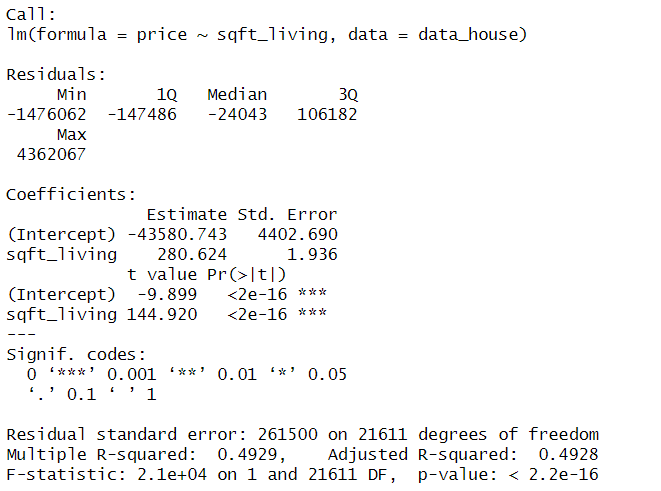 Call:
lm(formula = price ~ sqft_living, data = data_house)
Residuals:
Min 1Q Median 3Q
-1476062 -147486 -24043 106182
Max
4362067
Coefficients:
Estimate Std. Error
(Intercept) -43580.743 4402.690
sqft_living 280.624 1.936
t value Pr(>|t|)
(Intercept) -9.899 <2e-16 ***
sqft_living 144.920 <2e-16 ***
---
Signif. codes:
0 ‘***’ 0.001 ‘**’ 0.01 ‘*’ 0.05
‘.’ 0.1 ‘ ’ 1
Residual standard error: 261500 on 21611 degrees of freedom
Multiple R-squared: 0.4929, Adjusted R-squared: 0.4928
F-statistic: 2.1e+04 on 1 and 21611 DF, p-value: < 2.2e-16